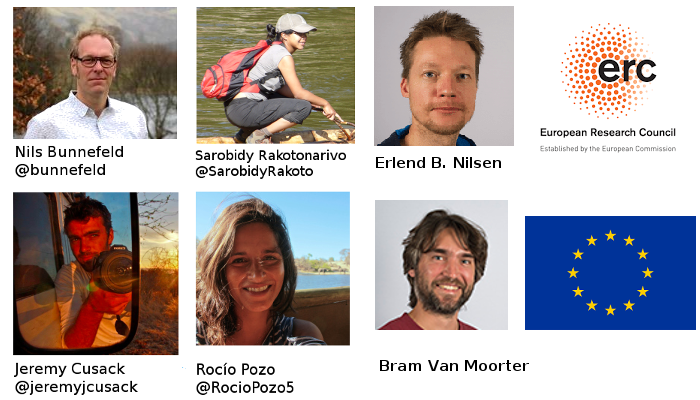 Nils Bunnefeld
@bunnefeld
Sarobidy Rakotonarivo
@SarobidyRakoto
Erlend B. Nilsen
erc
European Research Council
Established by the European Commission
Jeremy Cusack
@jeremyjcusack
Rocío Pozo
@RocioPozo5
Bram Van Moorter